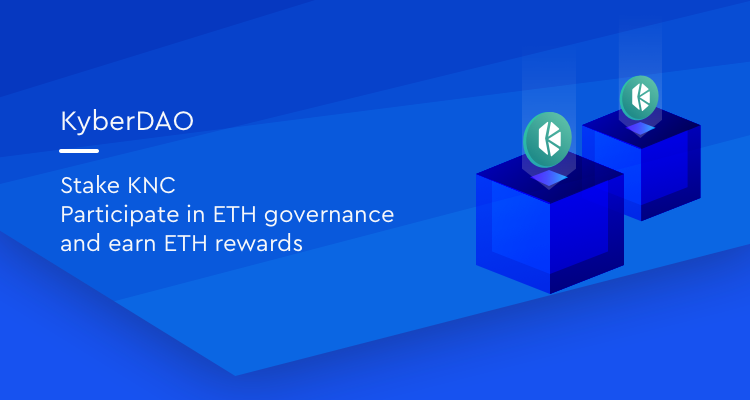 KyberDAO
Stake KNC
Participate in ETH governance
and earn ETH rewards